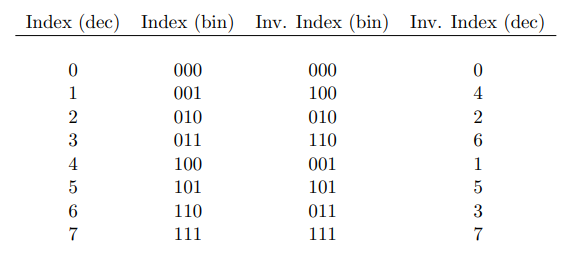 Index (dec) Index (bin) Inv. Index (bin) Inv. Index (dec)
0 000 000 0
1 001 100 4
2 010 010 2
3 011 110 6
4 100 001 1
5 101 101 5
6 110 011 3
7 111 111 7